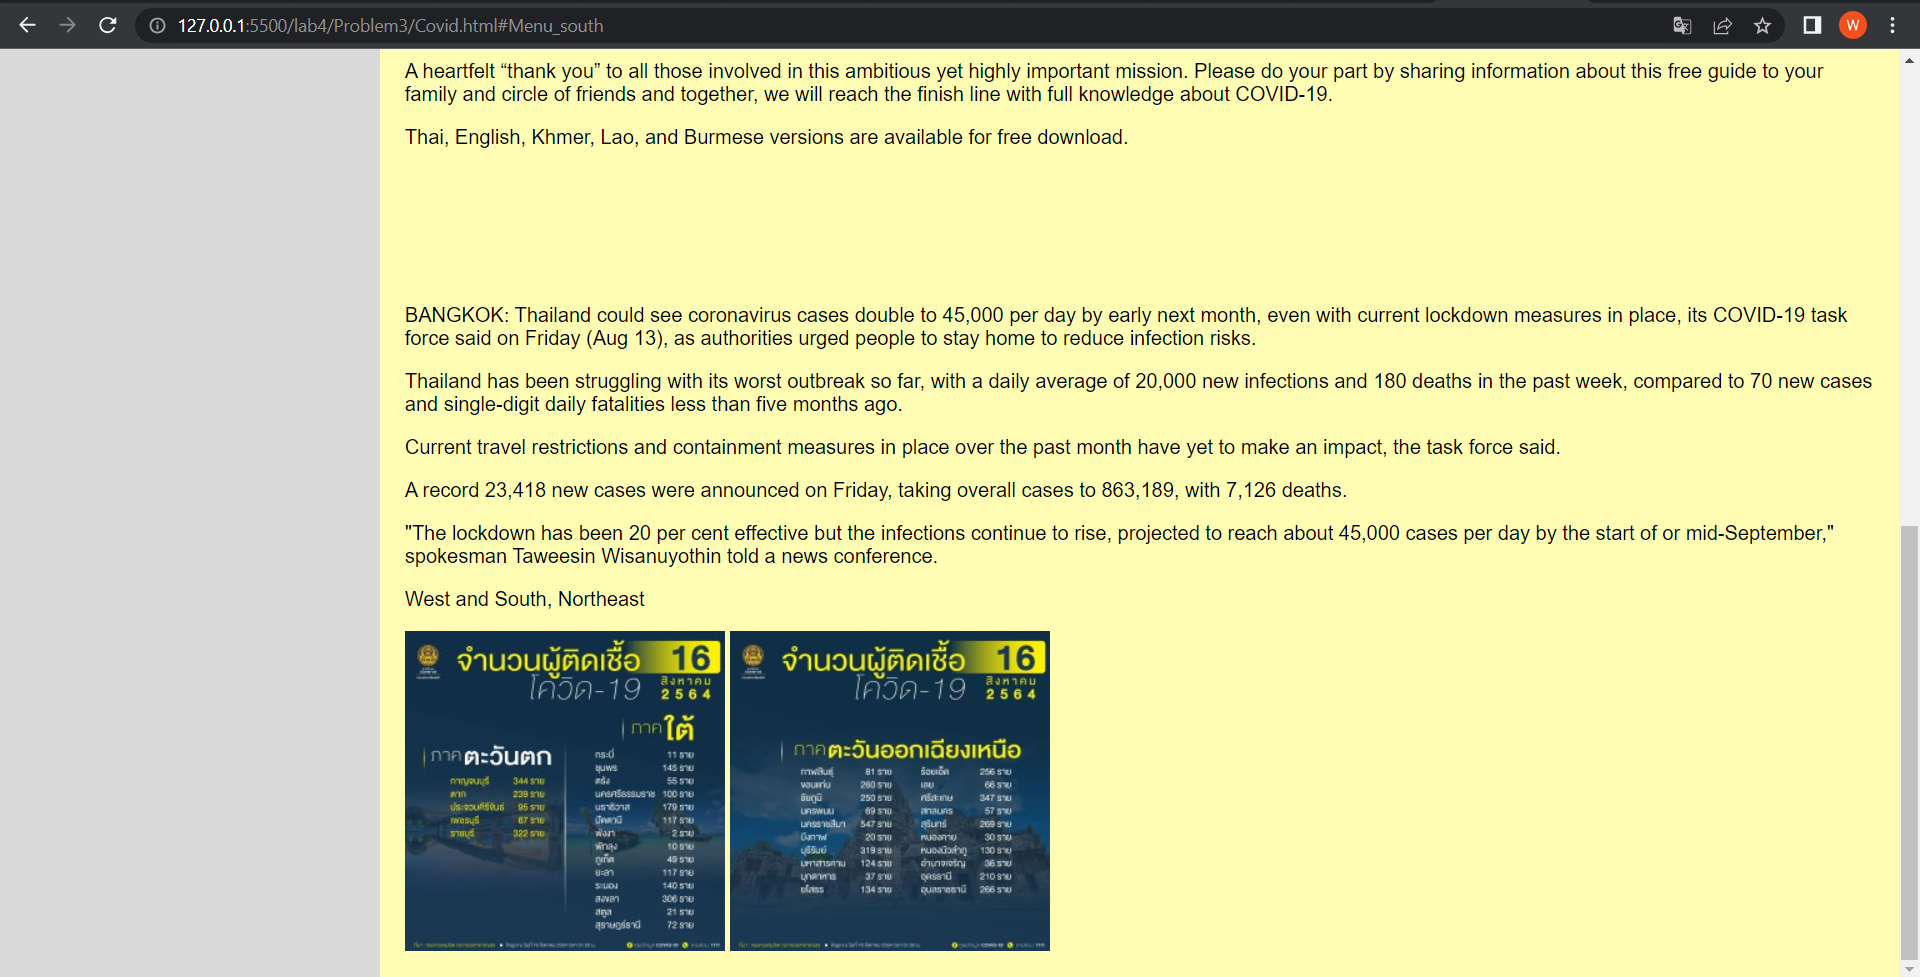 127.0.0.1:5500/lab4/Problem3/Covid.html#Menu_south
W
A heartfelt “thank you” to all those involved in this ambitious yet highly important mission. Please do your part by sharing information about this free guide to your
family and circle of friends and together, we will reach the finish line with full knowledge about COVID-19.
Thai, English, Khmer, Lao, and Burmese versions are available for free download.
BANGKOK: Thailand could see coronavirus cases double to 45,000 per day by early next month, even with current lockdown measures in place, its COVID-19 task
force said on Friday (Aug 13), as authorities urged people to stay home to reduce infection risks.
Thailand has been struggling with its worst outbreak so far, with a daily average of 20,000 new infections and 180 deaths in the past week, compared to 70 new cases
and single-digit daily fatalities less than five months ago.
Current travel restrictions and containment measures in place over the past month have yet to make an impact, the task force said.
A record 23,418 new cases were announced on Friday, taking overall cases to 863,189, with 7,126 deaths.
"The lockdown has been 20 per cent effective but the infections continue to rise, projected to reach about 45,000 cases per day by the start of or mid-September,"
spokesman Taweesin Wisanuyothin told a news conference.
West and South, Northeast
จำนวนผู้ติดเชื้อ 16
โควิด-19 สิงหาคม
2564
ภาคตะวันตก
กาญจนบุรี 344 ราย
ตาก 239 ราย
ประจวบคีรีขันธ์ 95 ราย
เพชรบุรี 67 ราย
ราชบุรี 322 ราย
ภาคใต้
กระบี่ 11 ราย
ชุมพร 145 ราย
ตรัง 55 ราย
นครศรีธรรมราช 100 ราย
นราธิวาส 179 ราย
ปัตตานี 117 ราย
พังงา 2 ราย
พัทลุง 10 ราย
ภูเก็ต 49 ราย
ยะลา 117 ราย
ระนอง 140 ราย
สงขลา 306 ราย
สตูล 21 ราย
สุราษฎร์ธานี 72 ราย
จำนวนผู้ติดเชื้อ 16
โควิด-19 สิงหาคม
2564
ภาคตะวันออกเฉียงเหนือ
กาฬสินธุ์ 81 ราย ร้อยเอ็ด 256 ราย
ขอนแก่น 260 ราย เลย 66 ราย
ชัยภูมิ 250 ราย ศรีสะเกษ 347 ราย
นครพนม 69 ราย สกลนคร 57 ราย
นครราชสีมา 547 ราย สุรินทร์ 269 ราย
บึงกาฬ 20 ราย หนองคาย 30 ราย
บุรีรัมย์ 319 ราย หนองบัวลำภู 130 ราย
มหาสารคาม 124 ราย อำนาจเจริญ 36 ราย
มุกดาหาร 37 ราย อุดรธานี 210 ราย
ยโสธร 134 ราย อุบลราชธานี 266 ราย